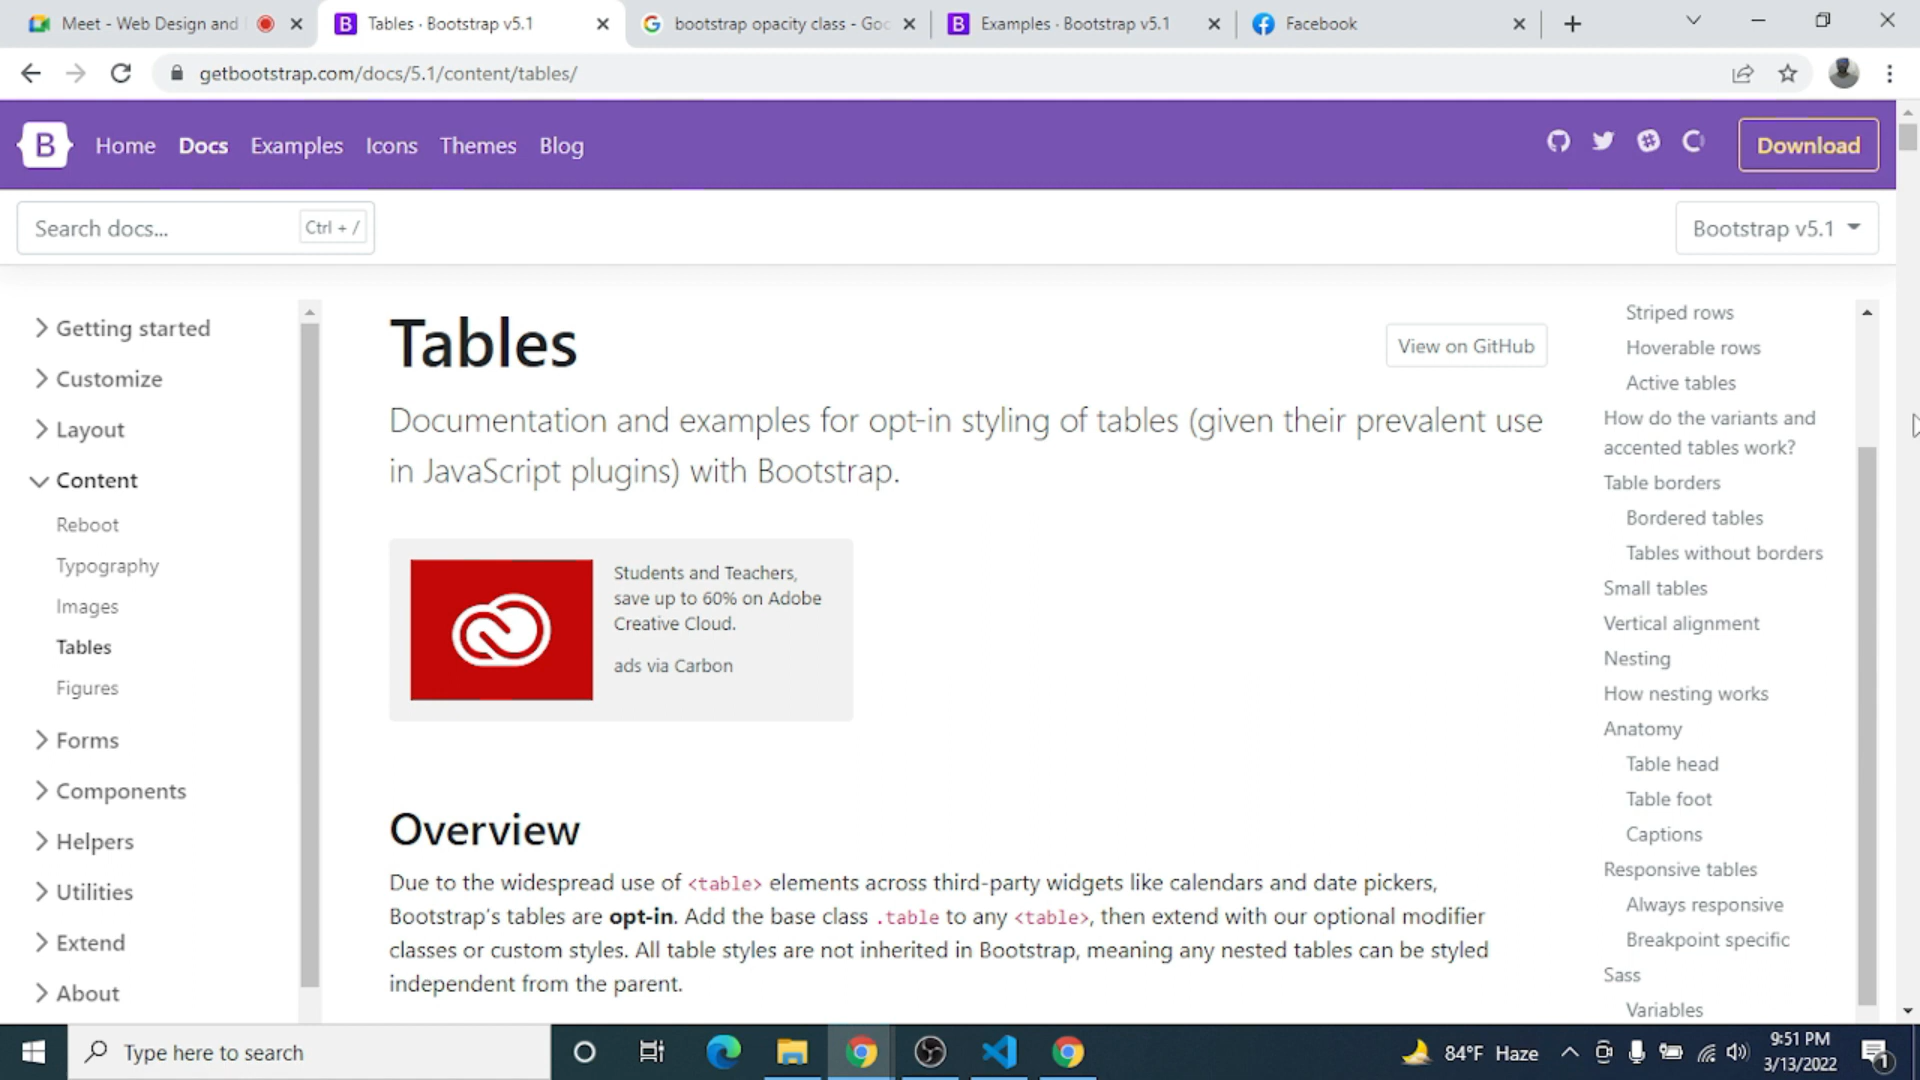 Meet - Web Design and
Tables · Bootstrap v5.1
bootstrap opacity class - Goo
Examples · Bootstrap v5.1
Facebook
getbootstrap.com/docs/5.1/content/tables/
B
Home
Docs
Examples
Icons
Themes
Blog
Download
Search docs...
Ctrl + /
Bootstrap v5.1
Getting started
Customize
Layout
Content
Reboot
Typography
Images
Tables
Figures
Forms
Components
Helpers
Utilities
Extend
About
Tables
View on GitHub
Documentation and examples for opt-in styling of tables (given their prevalent use
in JavaScript plugins) with Bootstrap.
Students and Teachers,
save up to 60% on Adobe
Creative Cloud.
ads via Carbon
Overview
Due to the widespread use of <table> elements across third-party widgets like calendars and date pickers,
Bootstrap's tables are opt-in. Add the base class .table to any <table>, then extend with our optional modifier
classes or custom styles. All table styles are not inherited in Bootstrap, meaning any nested tables can be styled
independent from the parent.
Striped rows
Hoverable rows
Active tables
How do the variants and
accented tables work?
Table borders
Bordered tables
Tables without borders
Small tables
Vertical alignment
Nesting
How nesting works
Anatomy
Table head
Table foot
Captions
Responsive tables
Always responsive
Breakpoint specific
Sass
Variables
Type here to search
84°F Haze
9:51 PM
3/13/2022
1